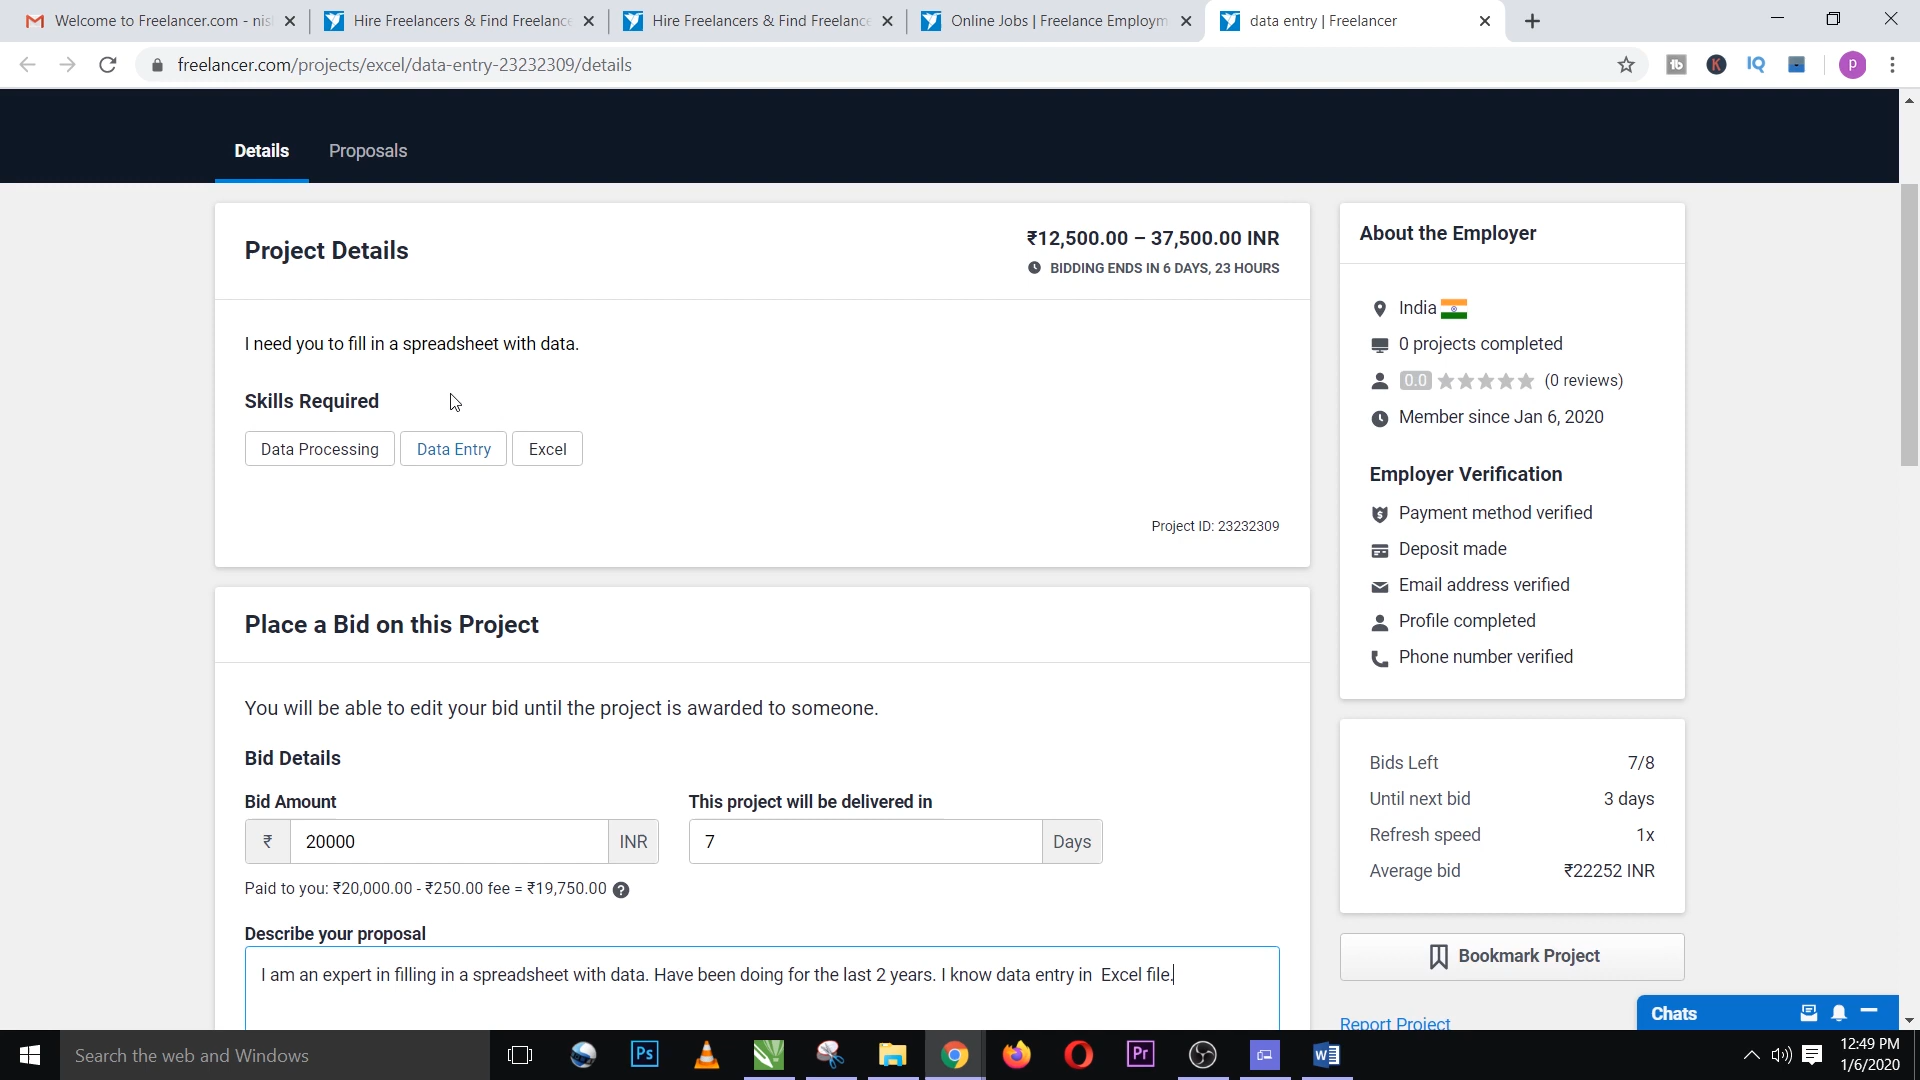 Welcome to Freelancer.com - nis
Hire Freelancers & Find Freelance
Hire Freelancers & Find Freelance
Online Jobs | Freelance Employm
data entry | Freelancer
freelancer.com/projects/excel/data-entry-23232309/details
tb
K
IQ
P
Details
Proposals
Project Details
₹12,500.00 – 37,500.00 INR
BIDDING ENDS IN 6 DAYS, 23 HOURS
I need you to fill in a spreadsheet with data.
Skills Required
Data Processing
Data Entry
Excel
Project ID: 23232309
Place a Bid on this Project
You will be able to edit your bid until the project is awarded to someone.
Bid Details
Bid Amount
This project will be delivered in
₹ 20000 INR
7 Days
Paid to you: ₹20,000.00 - ₹250.00 fee = ₹19,750.00 ?
Describe your proposal
I am an expert in filling in a spreadsheet with data. Have been doing for the last 2 years. I know data entry in  Excel file.
About the Employer
India
0 projects completed
0.0 (0 reviews)
Member since Jan 6, 2020
Employer Verification
Payment method verified
Deposit made
Email address verified
Profile completed
Phone number verified
Bids Left 7/8
Until next bid 3 days
Refresh speed 1x
Average bid ₹22252 INR
Bookmark Project
Report Project
Chats
Search the web and Windows
Ps
Pr
W
12:49 PM
1/6/2020